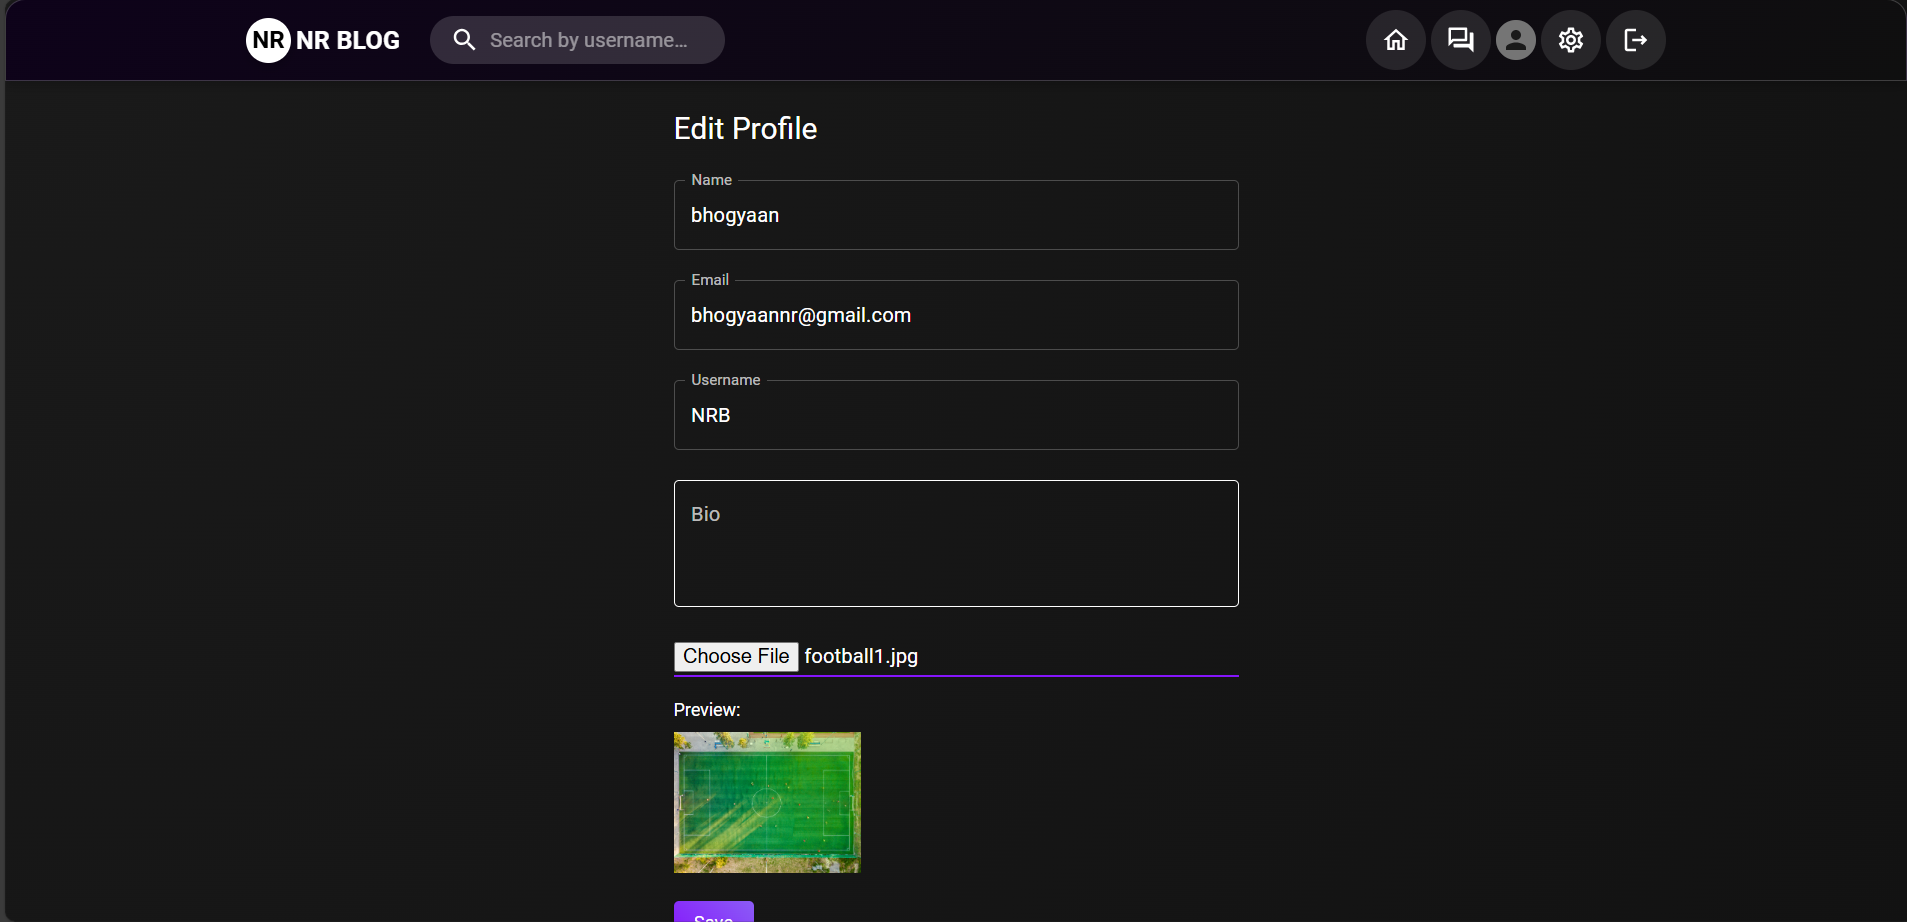 NR NR BLOG
Search by username...
Edit Profile
Name
bhogyaan
Email
bhogyaannr@gmail.com
Username
NRB
Bio
Choose File football1.jpg
Preview:
Save